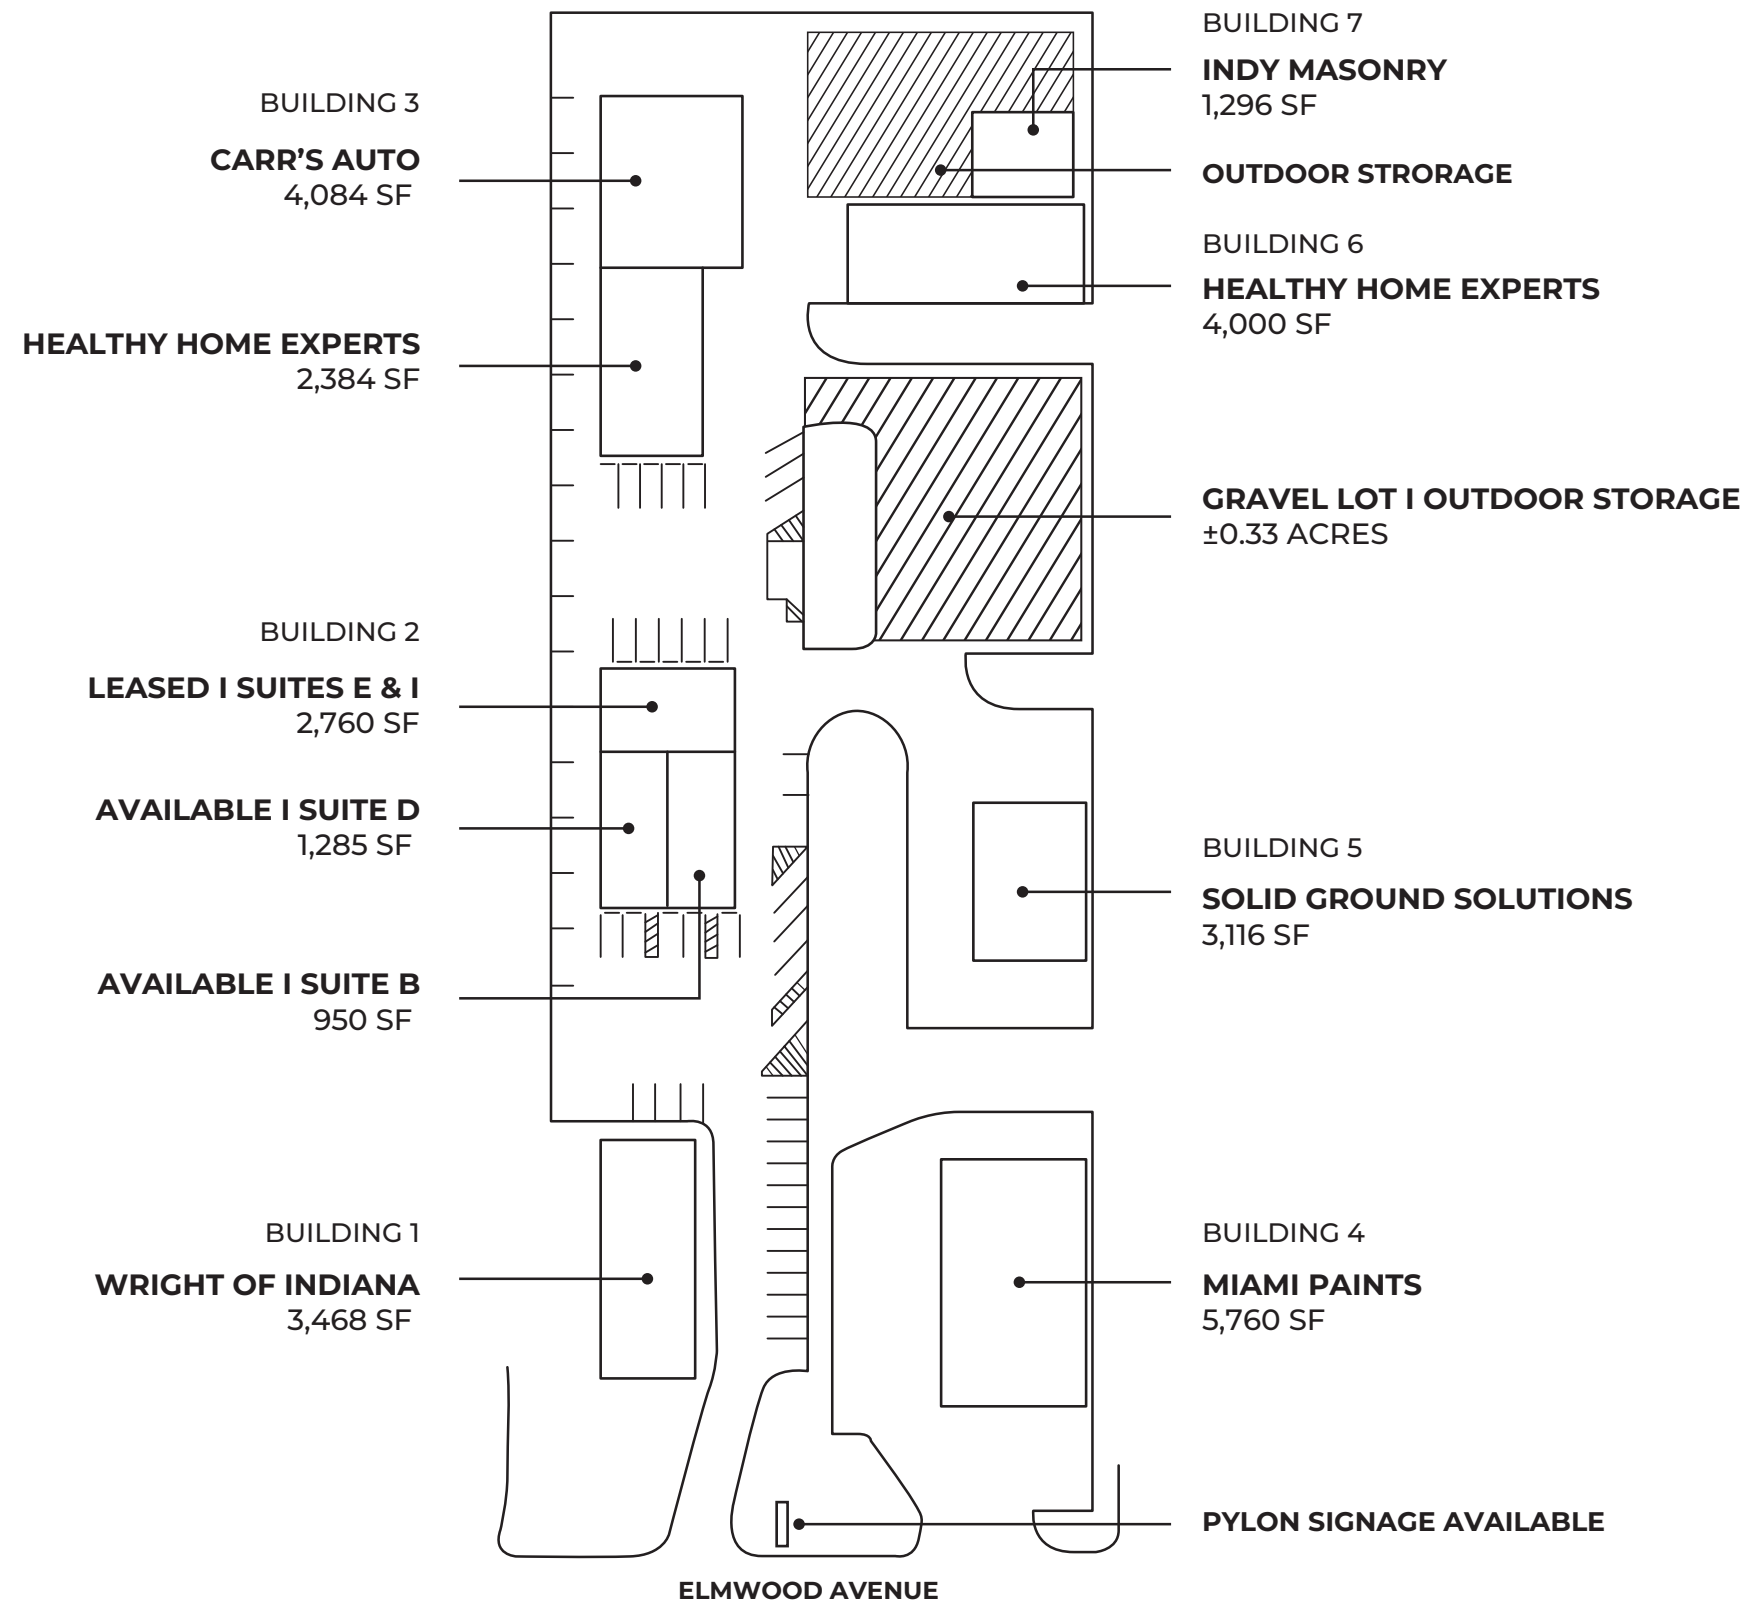 BUILDING 3
CARR'S AUTO
4,084 SF
HEALTHY HOME EXPERTS
2,384 SF
BUILDING 2
LEASED I SUITES E & I
2,760 SF
AVAILABLE I SUITE D
1,285 SF
AVAILABLE I SUITE B
950 SF
BUILDING 1
WRIGHT OF INDIANA
3,468 SF
BUILDING 7
INDY MASONRY
1,296 SF
OUTDOOR STRORAGE
BUILDING 6
HEALTHY HOME EXPERTS
4,000 SF
GRAVEL LOT I OUTDOOR STORAGE
±0.33 ACRES
BUILDING 5
SOLID GROUND SOLUTIONS
3,116 SF
BUILDING 4
MIAMI PAINTS
5,760 SF
PYLON SIGNAGE AVAILABLE
ELMWOOD AVENUE